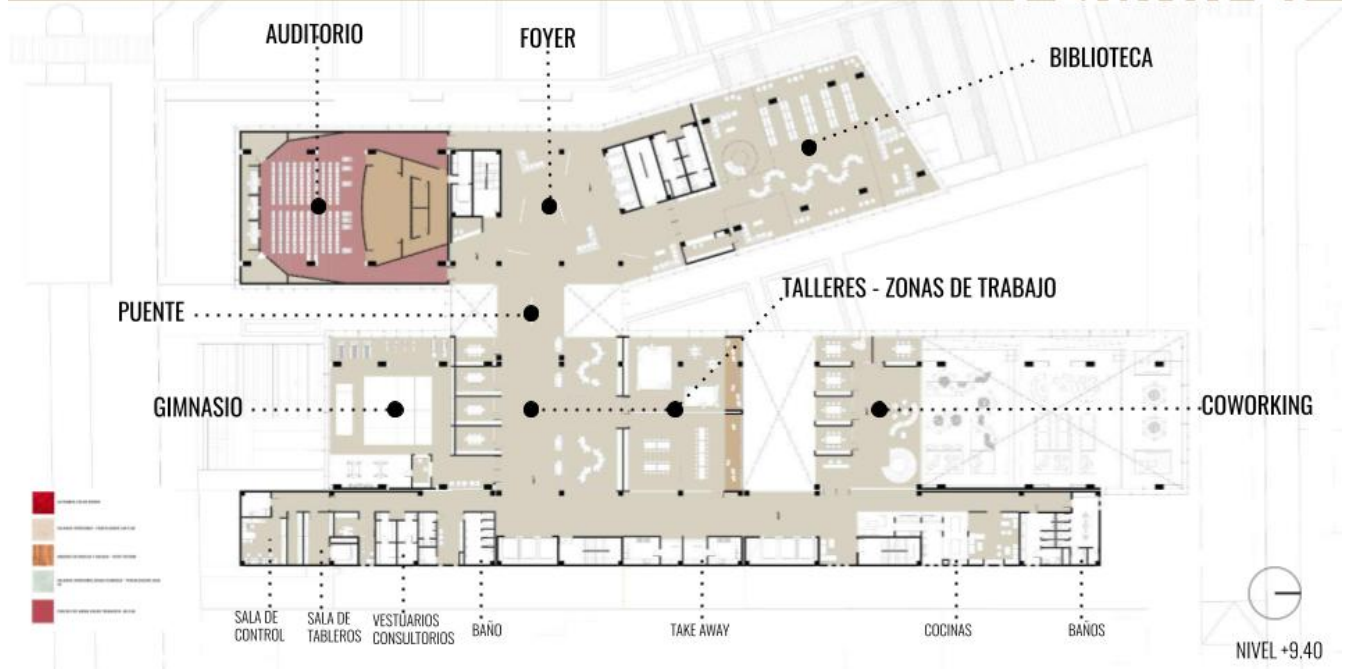 AUDITORIO
FOYER
BIBLIOTECA
PUENTE
TALLERES - ZONAS DE TRABAJO
GIMNASIO
COWORKING
SALA DE
CONTROL
SALA DE
TABLEROS
VESTUARIOS
CONSULTORIOS
BAÑO
TAKE AWAY
COCINAS
BAÑOS
NIVEL +9.40